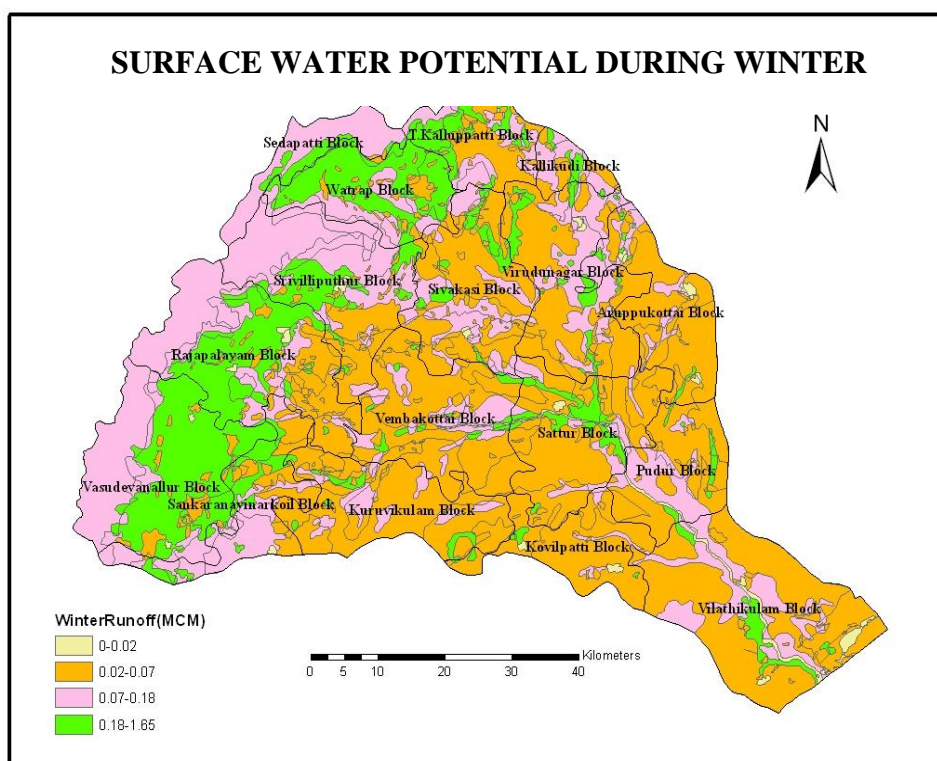 SURFACE WATER POTENTIAL DURING WINTER
N
T.Kalluppatti Block
Sedapatti Block
Kallikudi Block
Watrap Block
Virudunagar Block
Srivilliputhur Block
Sivakasi Block
Aruppukottai Block
Rajapalayam Block
Vembakottai Block
Sattur Block
Pudur Block
Vasudevanallur Block
Sankaranayinarkoil Block
Kuruvikulam Block
Kovilpatti Block
Vilathikulam Block
WinterRunoff(MCM)
0-0.02
0.02-0.07
0.07-0.18
0.18-1.65
Kilometers
0 5 10 20 30 40